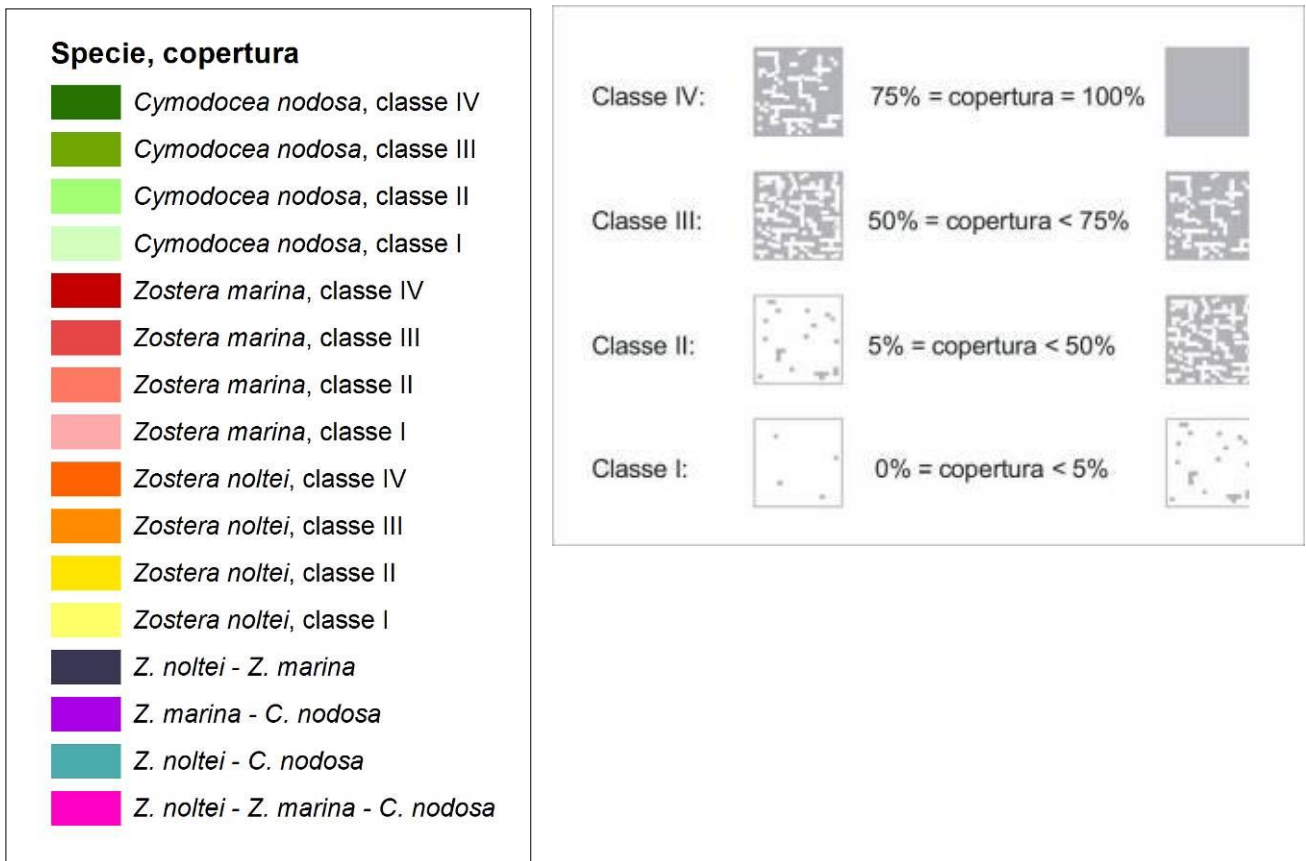 Specie, copertura
Cymodocea nodosa, classe IV
Cymodocea nodosa, classe III
Cymodocea nodosa, classe II
Cymodocea nodosa, classe I
Zostera marina, classe IV
Zostera marina, classe III
Zostera marina, classe II
Zostera marina, classe I
Zostera noltei, classe IV
Zostera noltei, classe III
Zostera noltei, classe II
Zostera noltei, classe I
Z. noltei - Z. marina
Z. marina - C. nodosa
Z. noltei - C. nodosa
Z. noltei - Z. marina - C. nodosa
Classe IV: 75% = copertura = 100%
Classe III: 50% = copertura < 75%
Classe II: 5% = copertura < 50%
Classe I: 0% = copertura < 5%